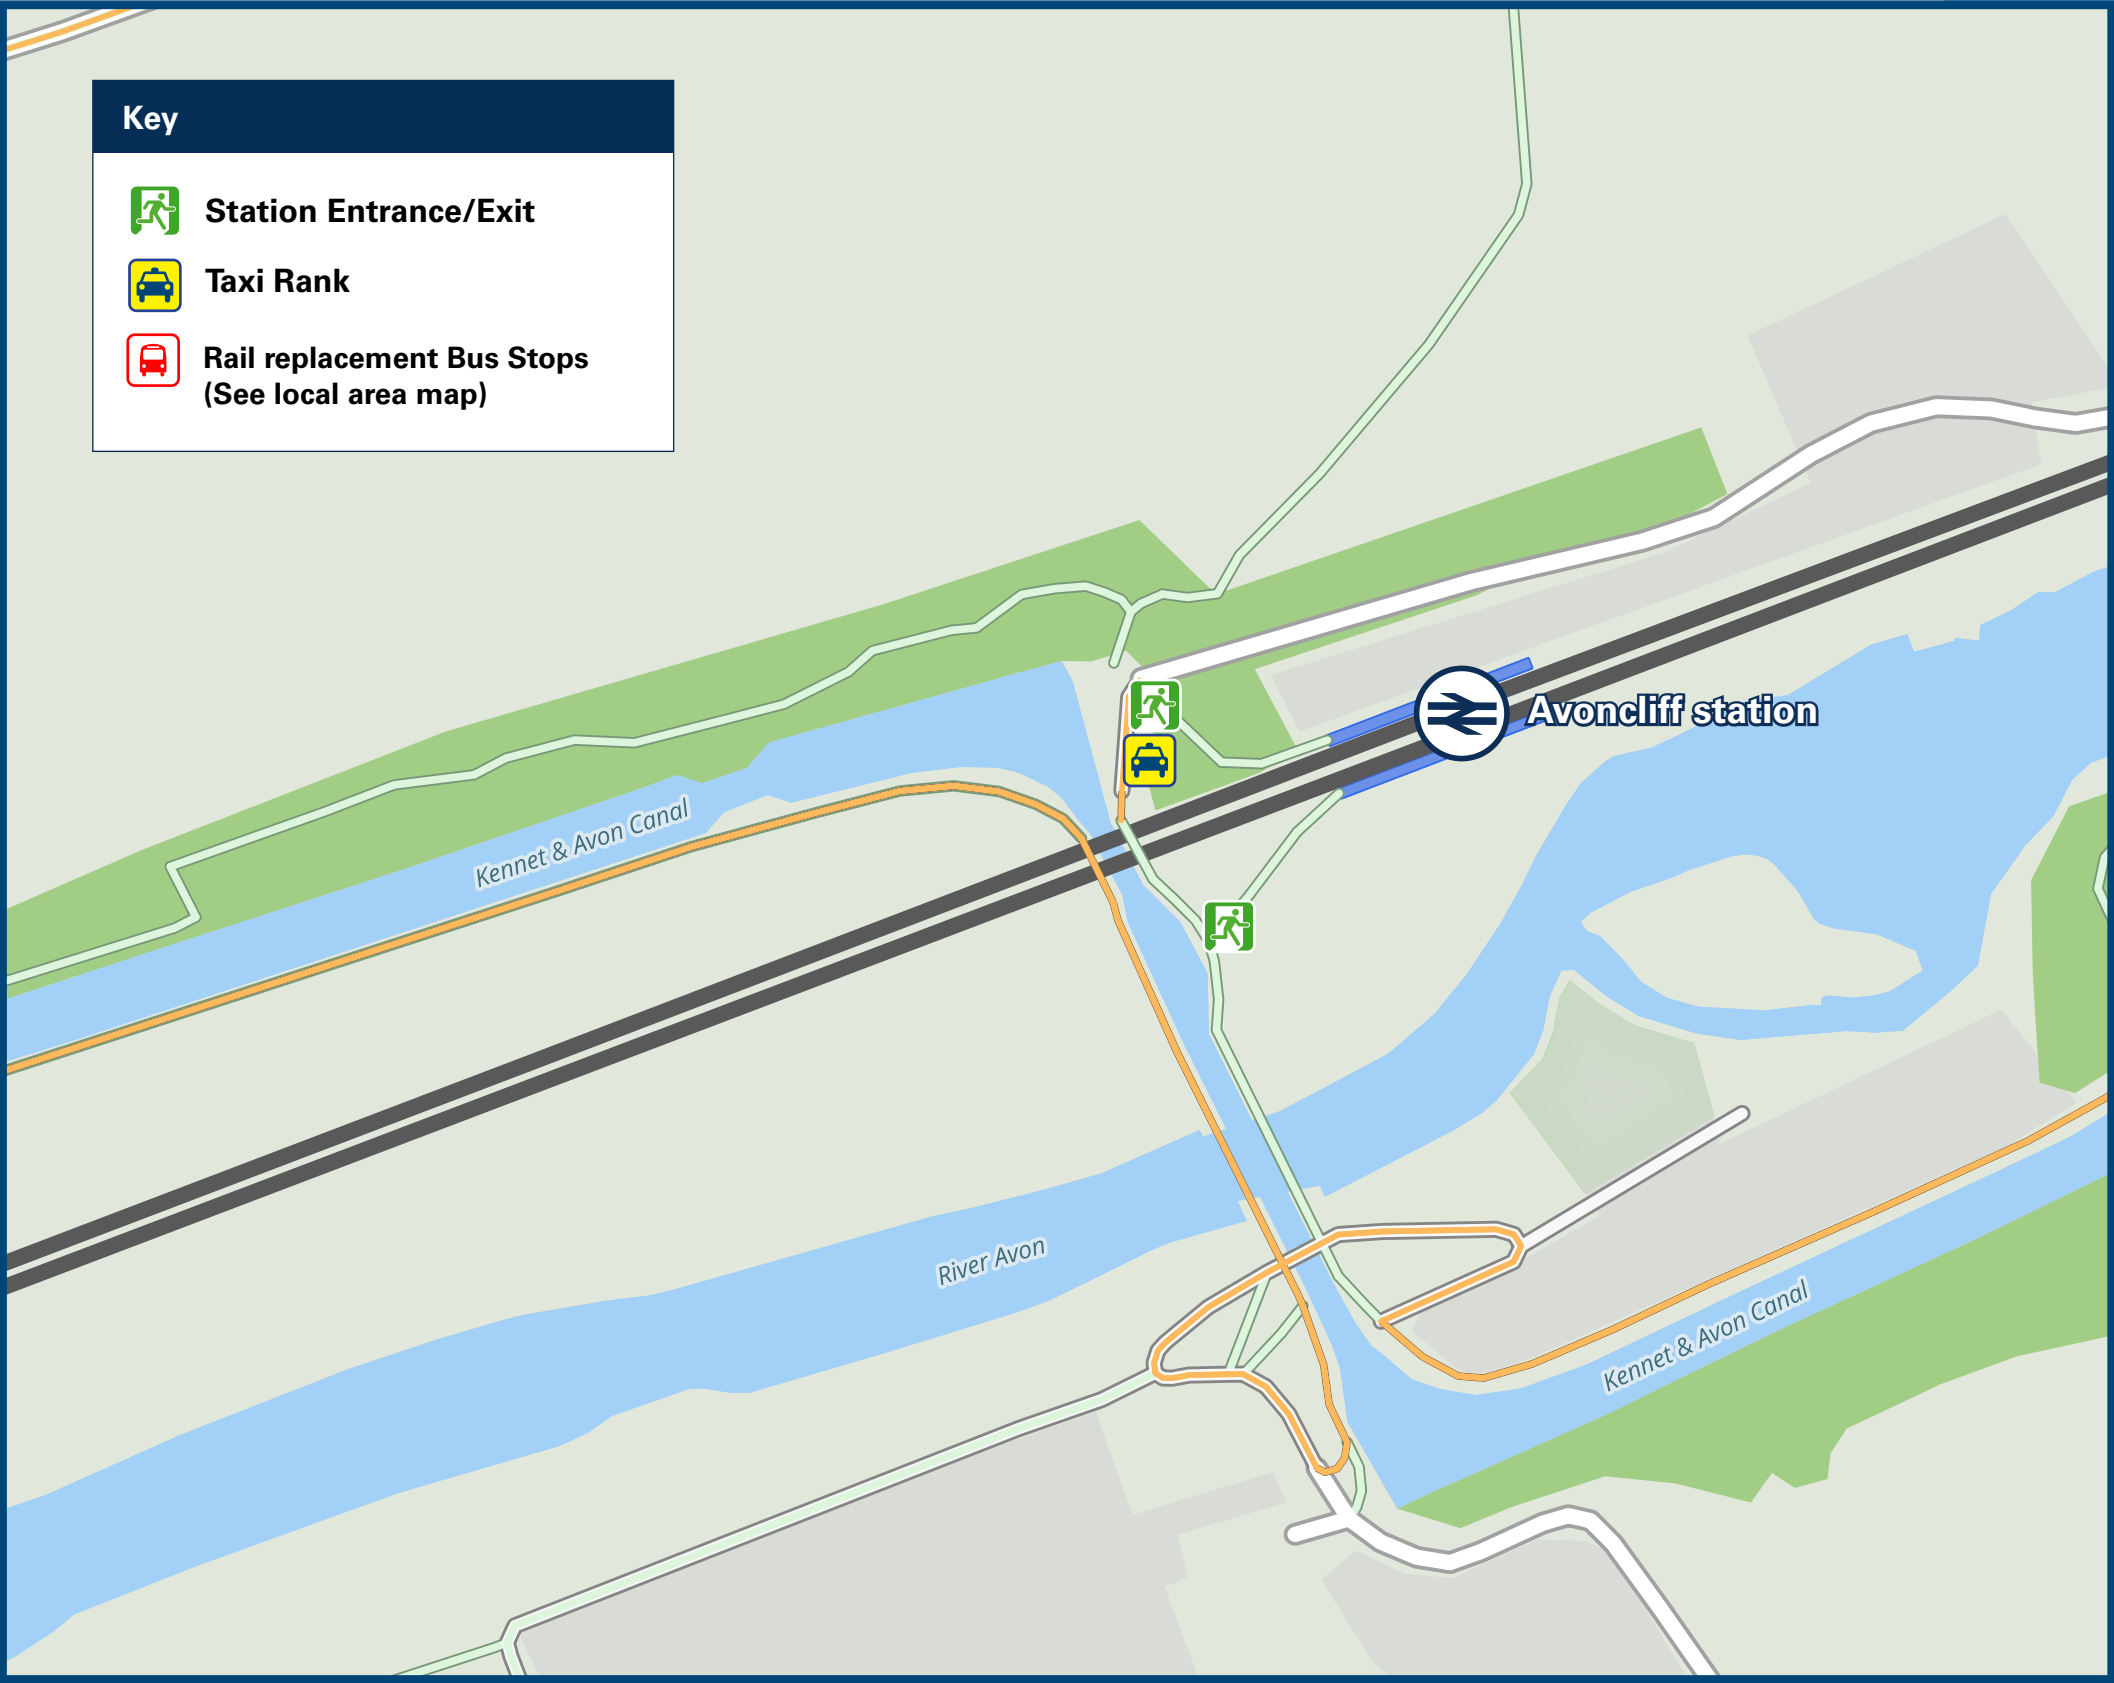 Key
Station Entrance/Exit
Taxi Rank
Rail replacement Bus Stops
(See local area map)
Avoncliff station
Kennet & Avon Canal
River Avon
Kennet & Avon Canal